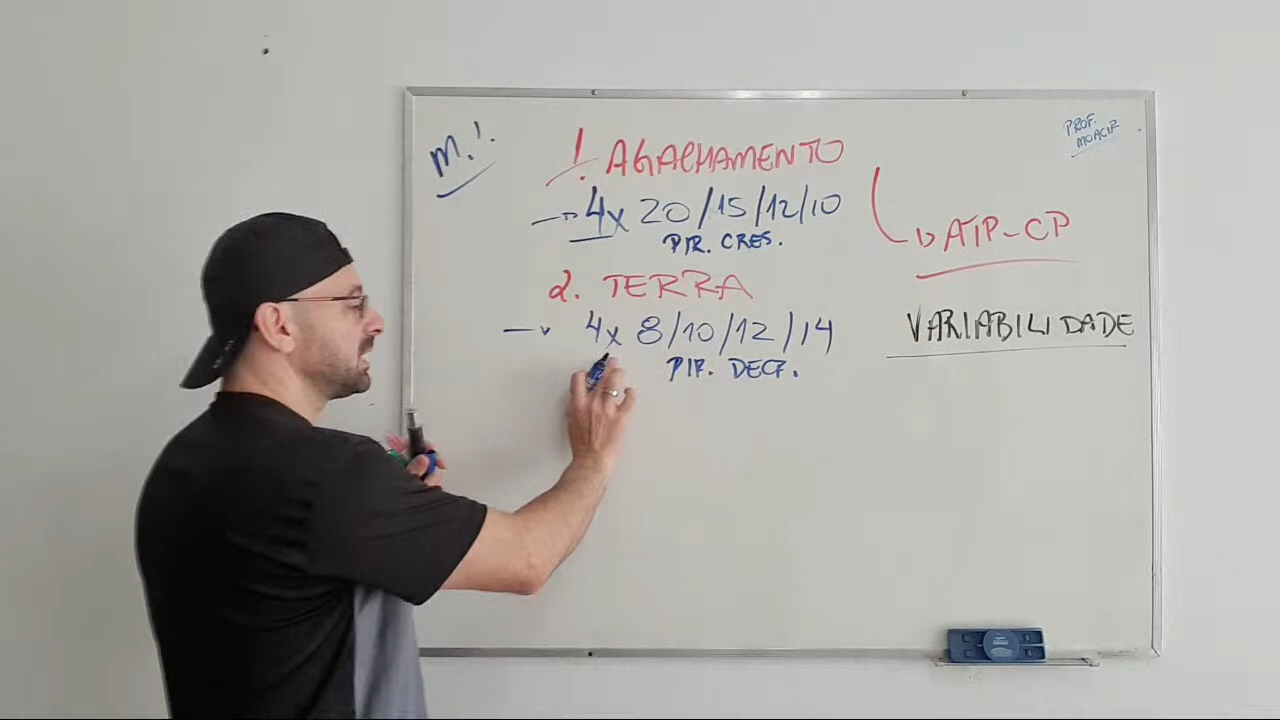 M.1.
1. AGACHAMENTO
4x 20/15/12/10
PIR. CRES.
2. TERRA
4x 8/10/12/14
PIR. DECR.
ATP-CP
VARIABILIDADE
PROF.
MOACIR